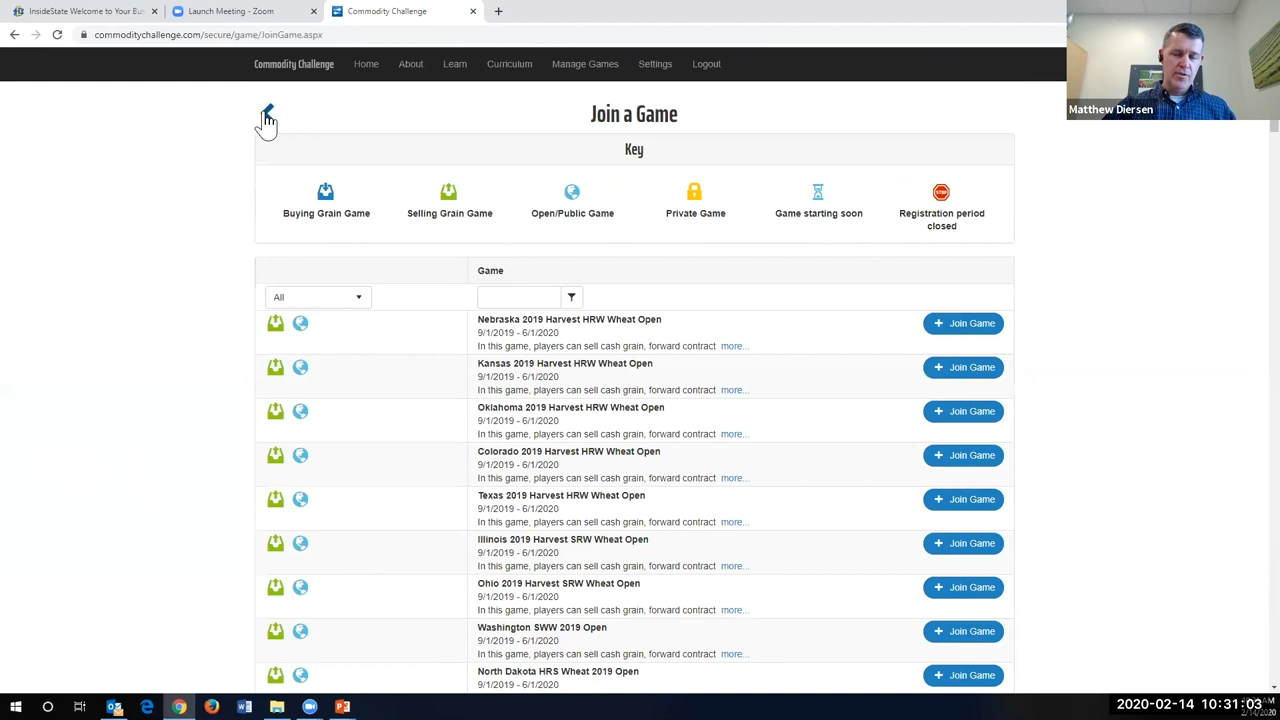 InsideState Welcome to Your Bus
Launch Meeting - Zoom
Commodity Challenge
commoditychallenge.com/secure/game/JoinGame.aspx
Commodity Challenge Home About Learn Curriculum Manage Games Settings Logout
Matthew Diersen
Join a Game
Key
Buying Grain Game
Selling Grain Game
Open/Public Game
Private Game
Game starting soon
STOP
Registration period
closed
Game
All
Nebraska 2019 Harvest HRW Wheat Open
9/1/2019 - 6/1/2020
In this game, players can sell cash grain, forward contract more...
+ Join Game
Kansas 2019 Harvest HRW Wheat Open
9/1/2019 - 6/1/2020
In this game, players can sell cash grain, forward contract more...
+ Join Game
Oklahoma 2019 Harvest HRW Wheat Open
9/1/2019 - 6/1/2020
In this game, players can sell cash grain, forward contract more...
+ Join Game
Colorado 2019 Harvest HRW Wheat Open
9/1/2019 - 6/1/2020
In this game, players can sell cash grain, forward contract more...
+ Join Game
Texas 2019 Harvest HRW Wheat Open
9/1/2019 - 6/1/2020
In this game, players can sell cash grain, forward contract more...
+ Join Game
Illinois 2019 Harvest SRW Wheat Open
9/1/2019 - 6/1/2020
In this game, players can sell cash grain, forward contract more...
+ Join Game
Ohio 2019 Harvest SRW Wheat Open
9/1/2019 - 6/1/2020
In this game, players can sell cash grain, forward contract more...
+ Join Game
Washington SWW 2019 Open
9/1/2019 - 6/1/2020
In this game, players can sell cash grain, forward contract more...
+ Join Game
North Dakota HRS Wheat 2019 Open
9/1/2019 - 6/1/2020
+ Join Game
2020-02-14 10:31:03
2/14/2020